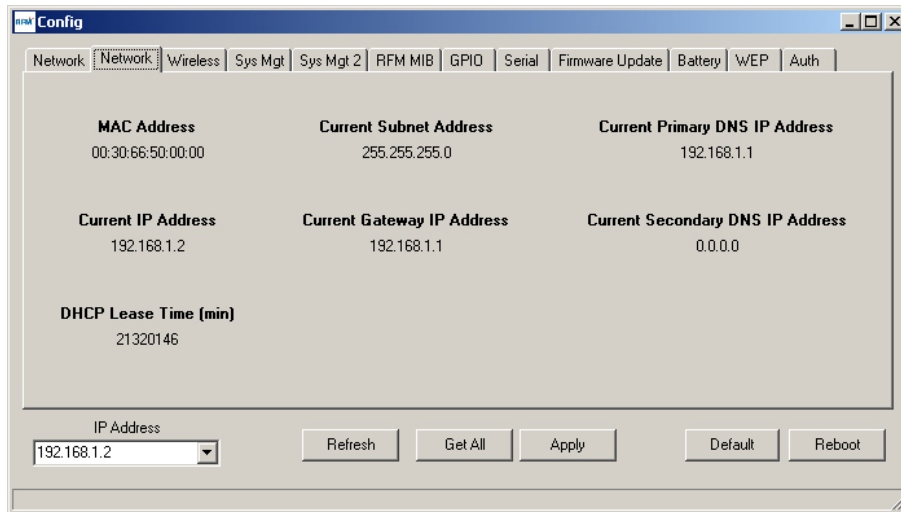 RFM Config
Network Network Wireless Sys Mgt Sys Mgt 2 RFM MIB GPIO Serial Firmware Update Battery WEP Auth
MAC Address Current Subnet Address Current Primary DNS IP Address
00:30:66:50:00:00 255.255.255.0 192.168.1.1
Current IP Address Current Gateway IP Address Current Secondary DNS IP Address
192.168.1.2 192.168.1.1 0.0.0.0
DHCP Lease Time (min)
21320146
IP Address
192.168.1.2 Refresh Get All Apply Default Reboot